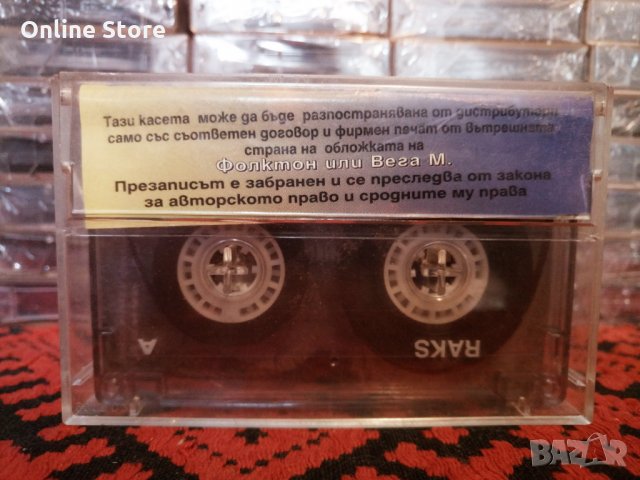 Online Store
Тази касета може да бъде разпостранявана от дистрибутори
само със съответен договор и фирмен печат от вътрешната
страна на обложката на
Фолктон или Вега М.
Презаписът е забранен и се преследва от закона
за авторското право и сродните му права
A
RAKS
BAZAR